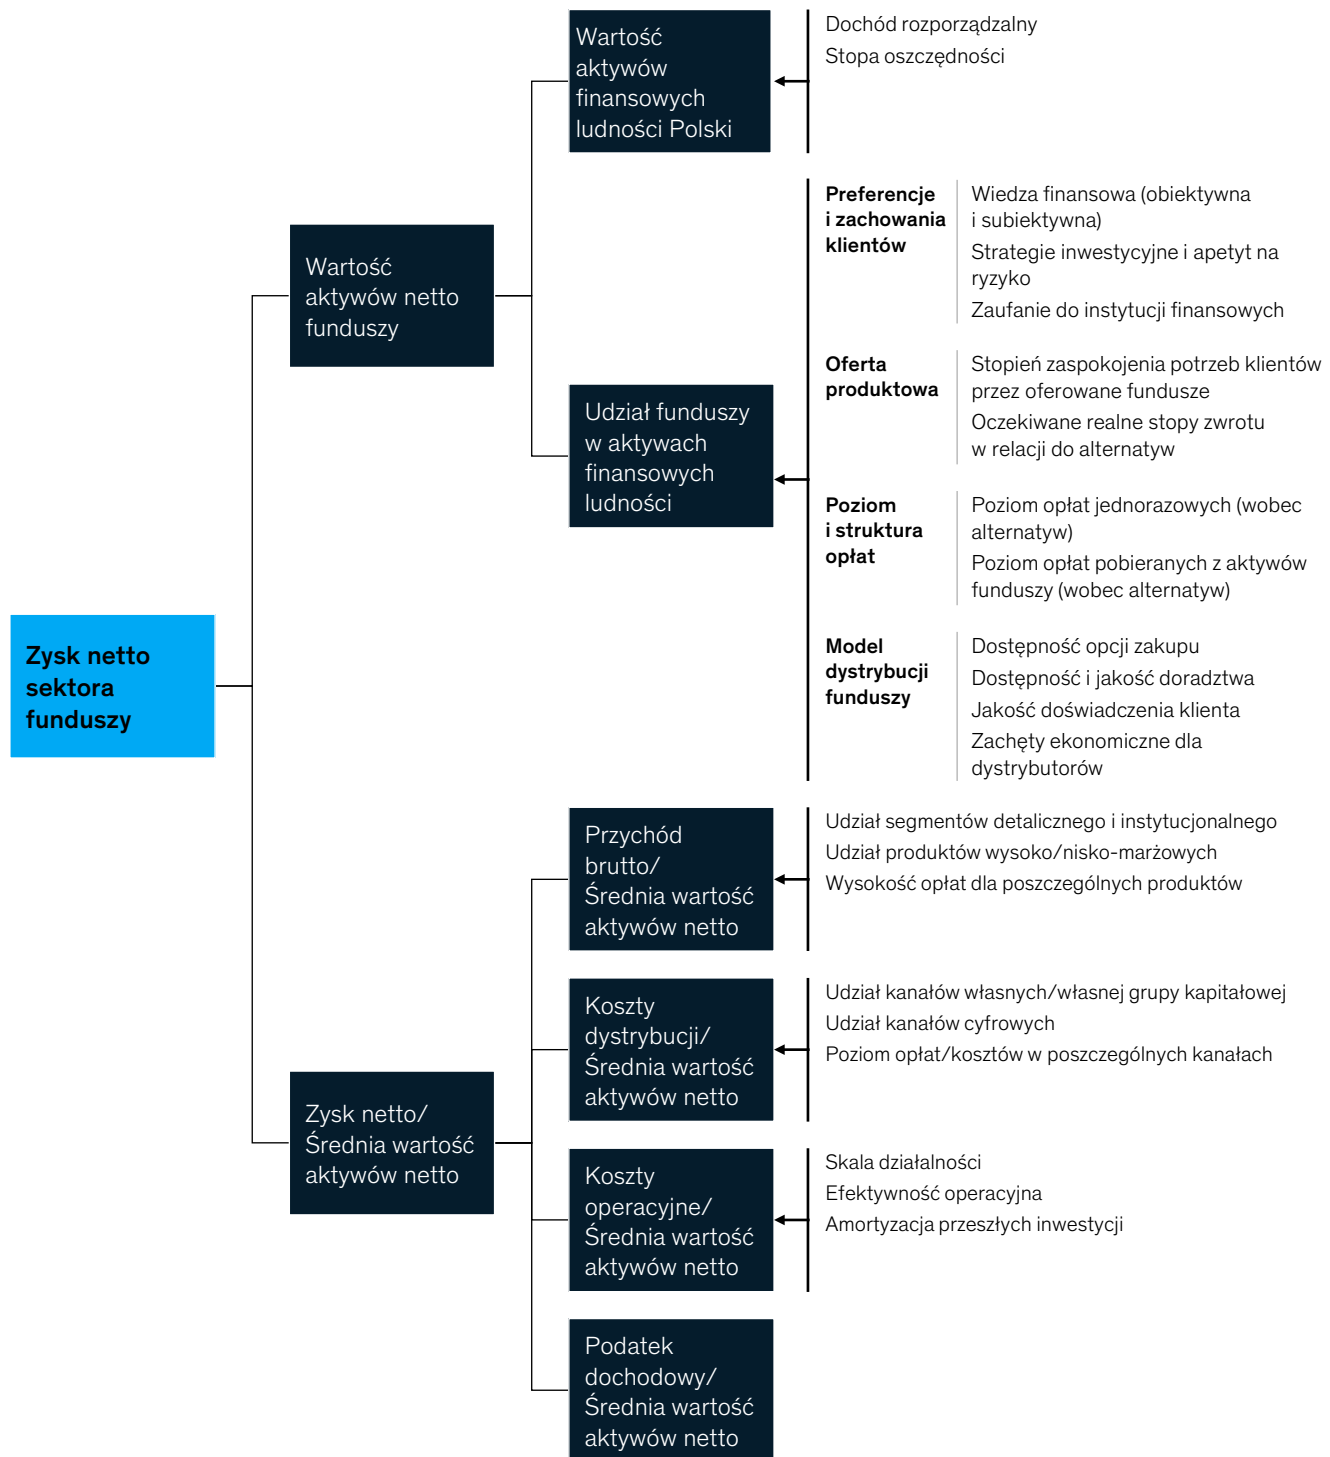 Wartość
aktywów
finansowych
ludności Polski
Dochód rozporządzalny
Stopa oszczędności
Wartość
aktywów netto
funduszy
Udział funduszy
w aktywach
finansowych
ludności
Preferencje
i zachowania
klientów
Wiedza finansowa (obiektywna
i subiektywna)
Strategie inwestycyjne i apetyt na
ryzyko
Zaufanie do instytucji finansowych
Oferta
produktowa
Stopień zaspokojenia potrzeb klientów
przez oferowane fundusze
Oczekiwane realne stopy zwrotu
w relacji do alternatyw
Poziom
i struktura
opłat
Poziom opłat jednorazowych (wobec
alternatyw)
Poziom opłat pobieranych z aktywów
funduszy (wobec alternatyw)
Model
dystrybucji
funduszy
Dostępność opcji zakupu
Dostępność i jakość doradztwa
Jakość doświadczenia klienta
Zachęty ekonomiczne dla
dystrybutorów
Zysk netto
sektora
funduszy
Przychód
brutto/
Średnia wartość
aktywów netto
Udział segmentów detalicznego i instytucjonalnego
Udział produktów wysoko/nisko-marżowych
Wysokość opłat dla poszczególnych produktów
Koszty
dystrybucji/
Średnia wartość
aktywów netto
Udział kanałów własnych/własnej grupy kapitałowej
Udział kanałów cyfrowych
Poziom opłat/kosztów w poszczególnych kanałach
Zysk netto/
Średnia wartość
aktywów netto
Koszty
operacyjne/
Średnia wartość
aktywów netto
Skala działalności
Efektywność operacyjna
Amortyzacja przeszłych inwestycji
Podatek
dochodowy/
Średnia wartość
aktywów netto